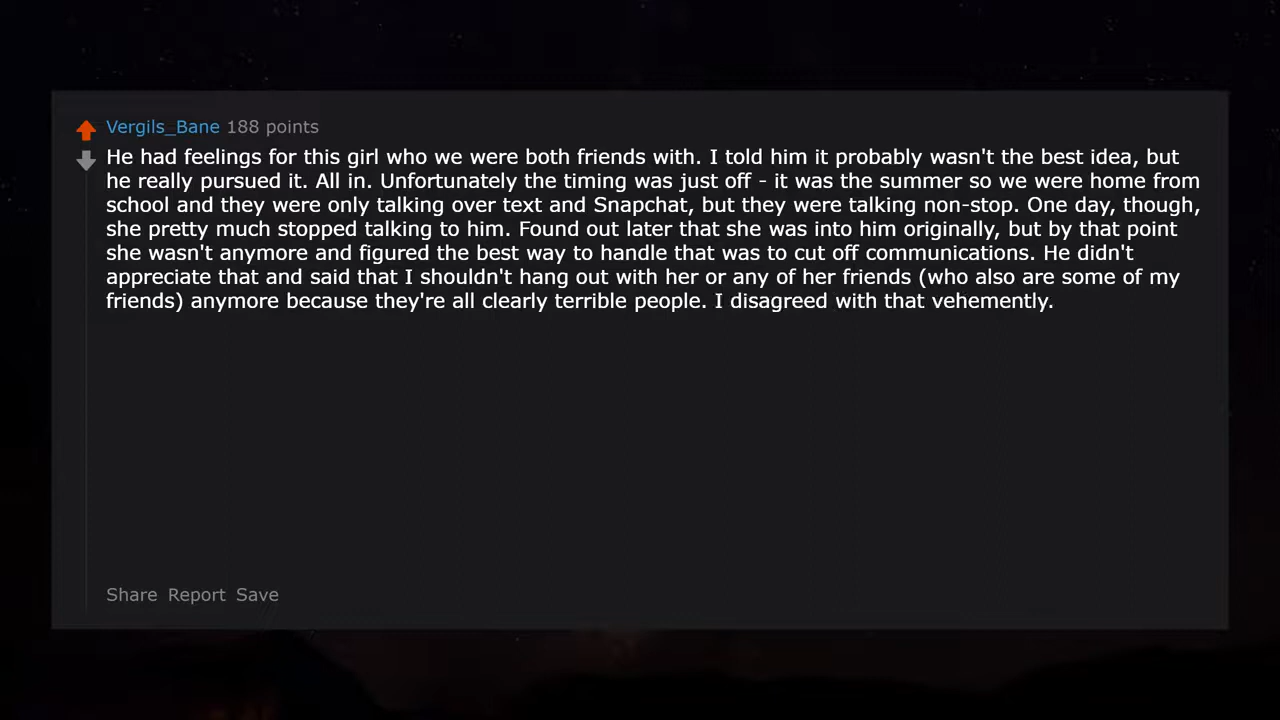 Vergils_Bane 188 points
He had feelings for this girl who we were both friends with. I told him it probably wasn't the best idea, but
he really pursued it. All in. Unfortunately the timing was just off - it was the summer so we were home from
school and they were only talking over text and Snapchat, but they were talking non-stop. One day, though,
she pretty much stopped talking to him. Found out later that she was into him originally, but by that point
she wasn't anymore and figured the best way to handle that was to cut off communications. He didn't
appreciate that and said that I shouldn't hang out with her or any of her friends (who also are some of my
friends) anymore because they're all clearly terrible people. I disagreed with that vehemently.
Share Report Save